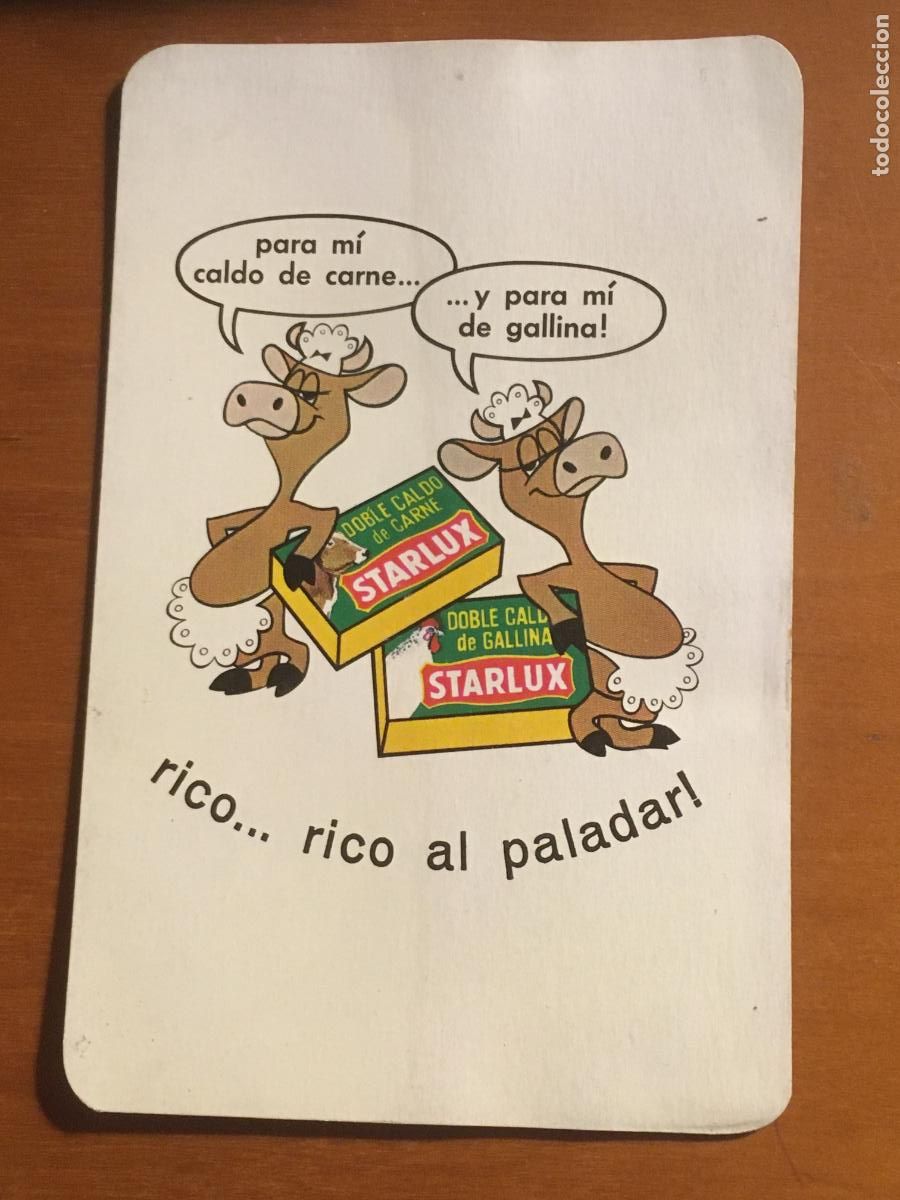 para mí
caldo de carne...
...y para mí
de gallina!
DOBLE CALDO
de CARNE
STARLUX
DOBLE CALD
de GALLINA
STARLUX
rico... rico al paladar!
todocoleccion